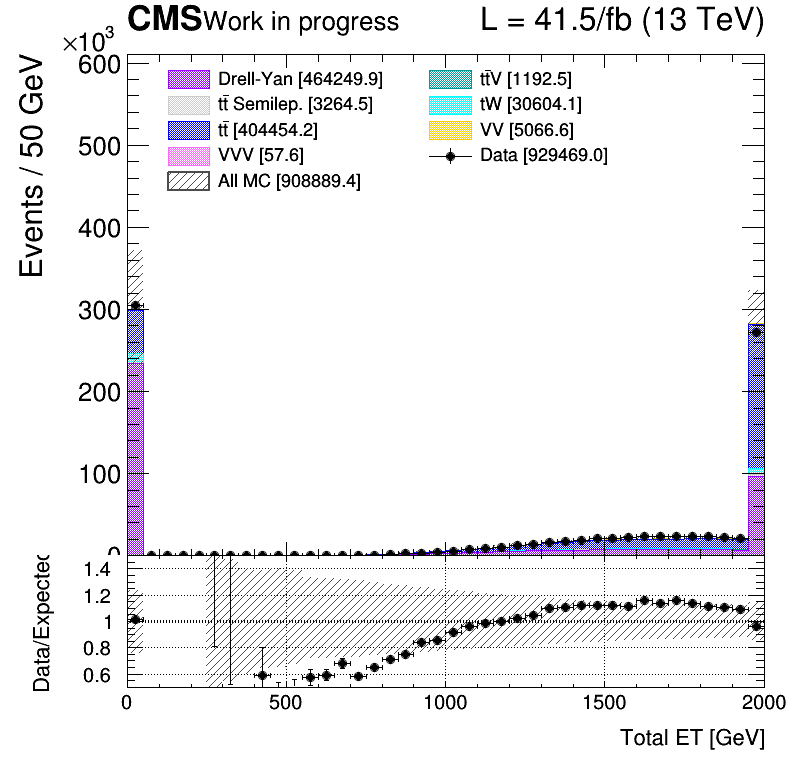 CMS Work in progress L = 41.5/fb (13 TeV)
×10³
Events / 50 GeV
600
500
400
300
200
100
0
Drell-Yan [464249.9]
tt̄ Semilep. [3264.5]
tt̄ [404454.2]
VVV [57.6]
All MC [908889.4]
tt̄V [1192.5]
tW [30604.1]
VV [5066.6]
Data [929469.0]
Data/Expected
1.4
1.2
1
0.8
0.6
0 500 1000 1500 2000
Total ET [GeV]